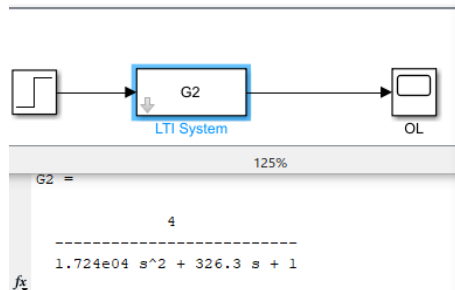 G2
LTI System
OL
125%
G2 =
4
--------------------------
1.724e04 s^2 + 326.3 s + 1
fx